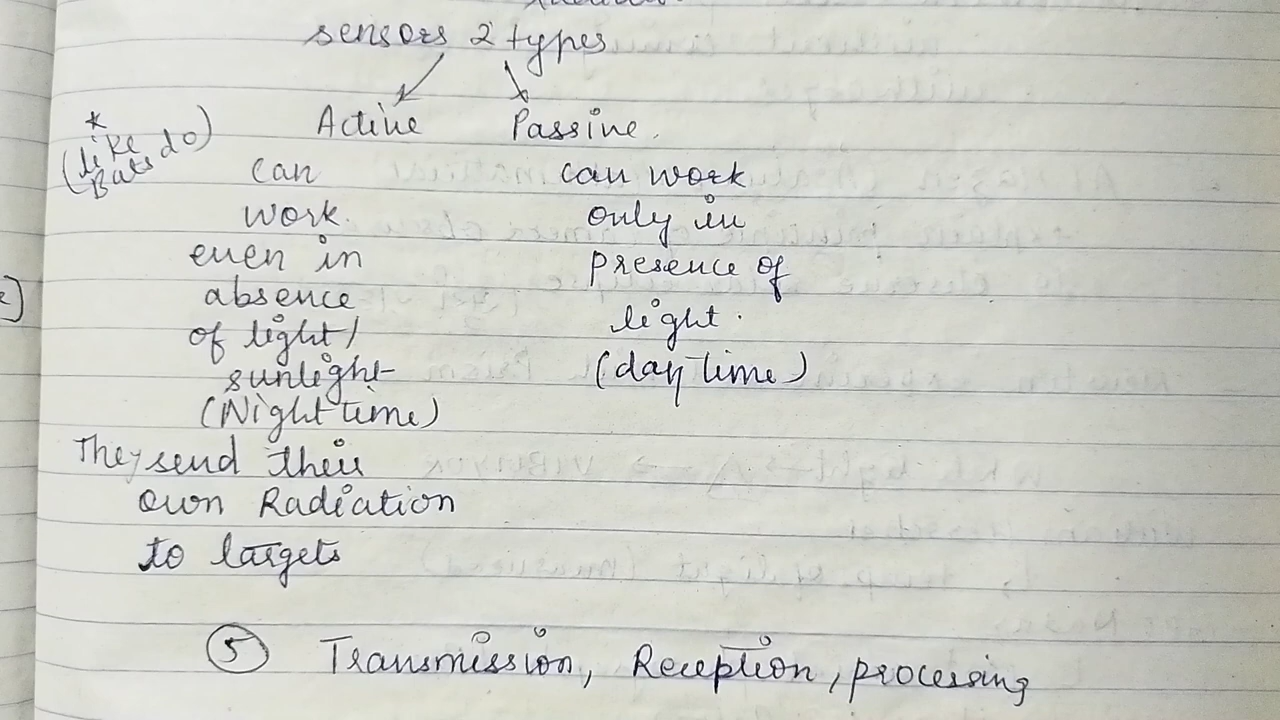 sensors 2 types
Active Passive.
*
(like
Bats do)
can
work.
even in
absence
of light/
sunlight
(Night time)
They send their
own Radiation
to targets
can work
only in
presence of
light.
(day time)
5 Transmission, Reception, processing